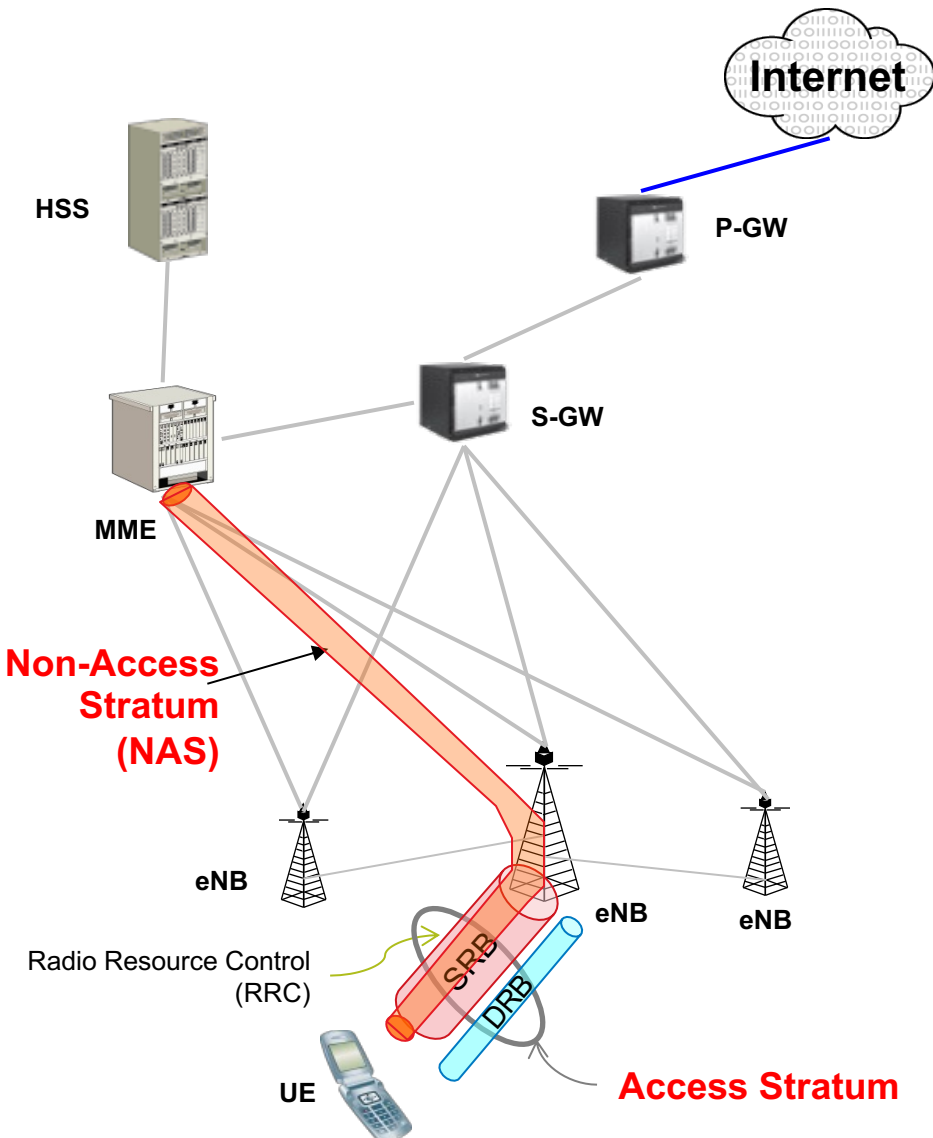 Internet
HSS
P-GW
S-GW
MME
Non-Access
Stratum
(NAS)
eNB
eNB
eNB
Radio Resource Control
(RRC)
SRB
DRB
UE
Access Stratum